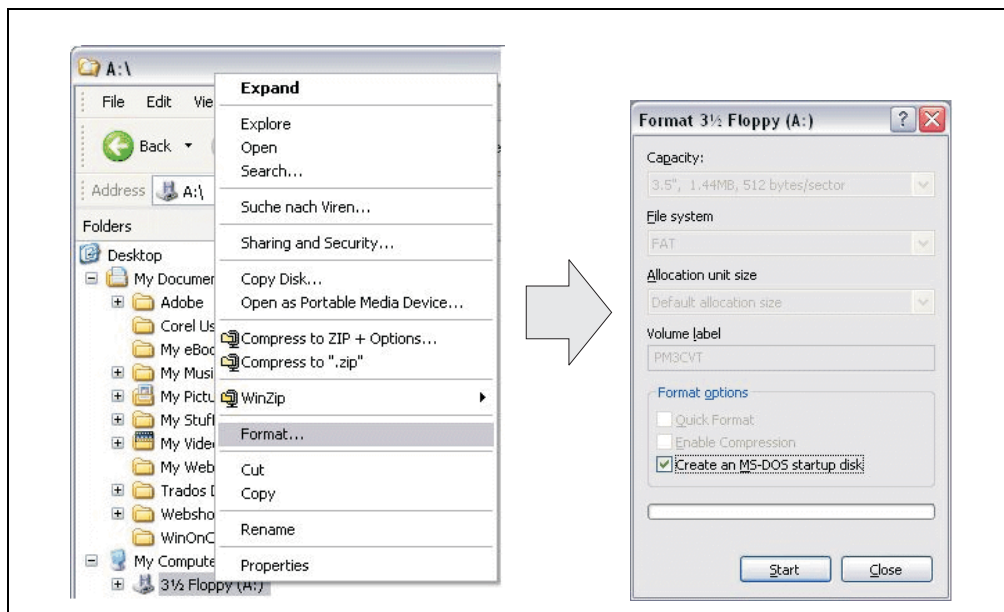 A:\
File Edit Vie
Back
Address A:\
Folders
Desktop
My Documer
Adobe
Corel Us
My eBoo
My Musi
My Pictu
My Stuff
My Vide
My Web
Trados D
Websho
WinOnC
My Compute
3½ Floppy (A:)
Expand
Explore
Open
Search...
Suche nach Viren...
Sharing and Security...
Copy Disk...
Open as Portable Media Device...
Compress to ZIP + Options...
Compress to ".zip"
WinZip
Format...
Cut
Copy
Rename
Properties
Format 3½ Floppy (A:)
?
Capacity:
3.5", 1.44MB, 512 bytes/sector
File system
FAT
Allocation unit size
Default allocation size
Volume label
PM3CVT
Format options
Quick Format
Enable Compression
Create an MS-DOS startup disk
Start Close